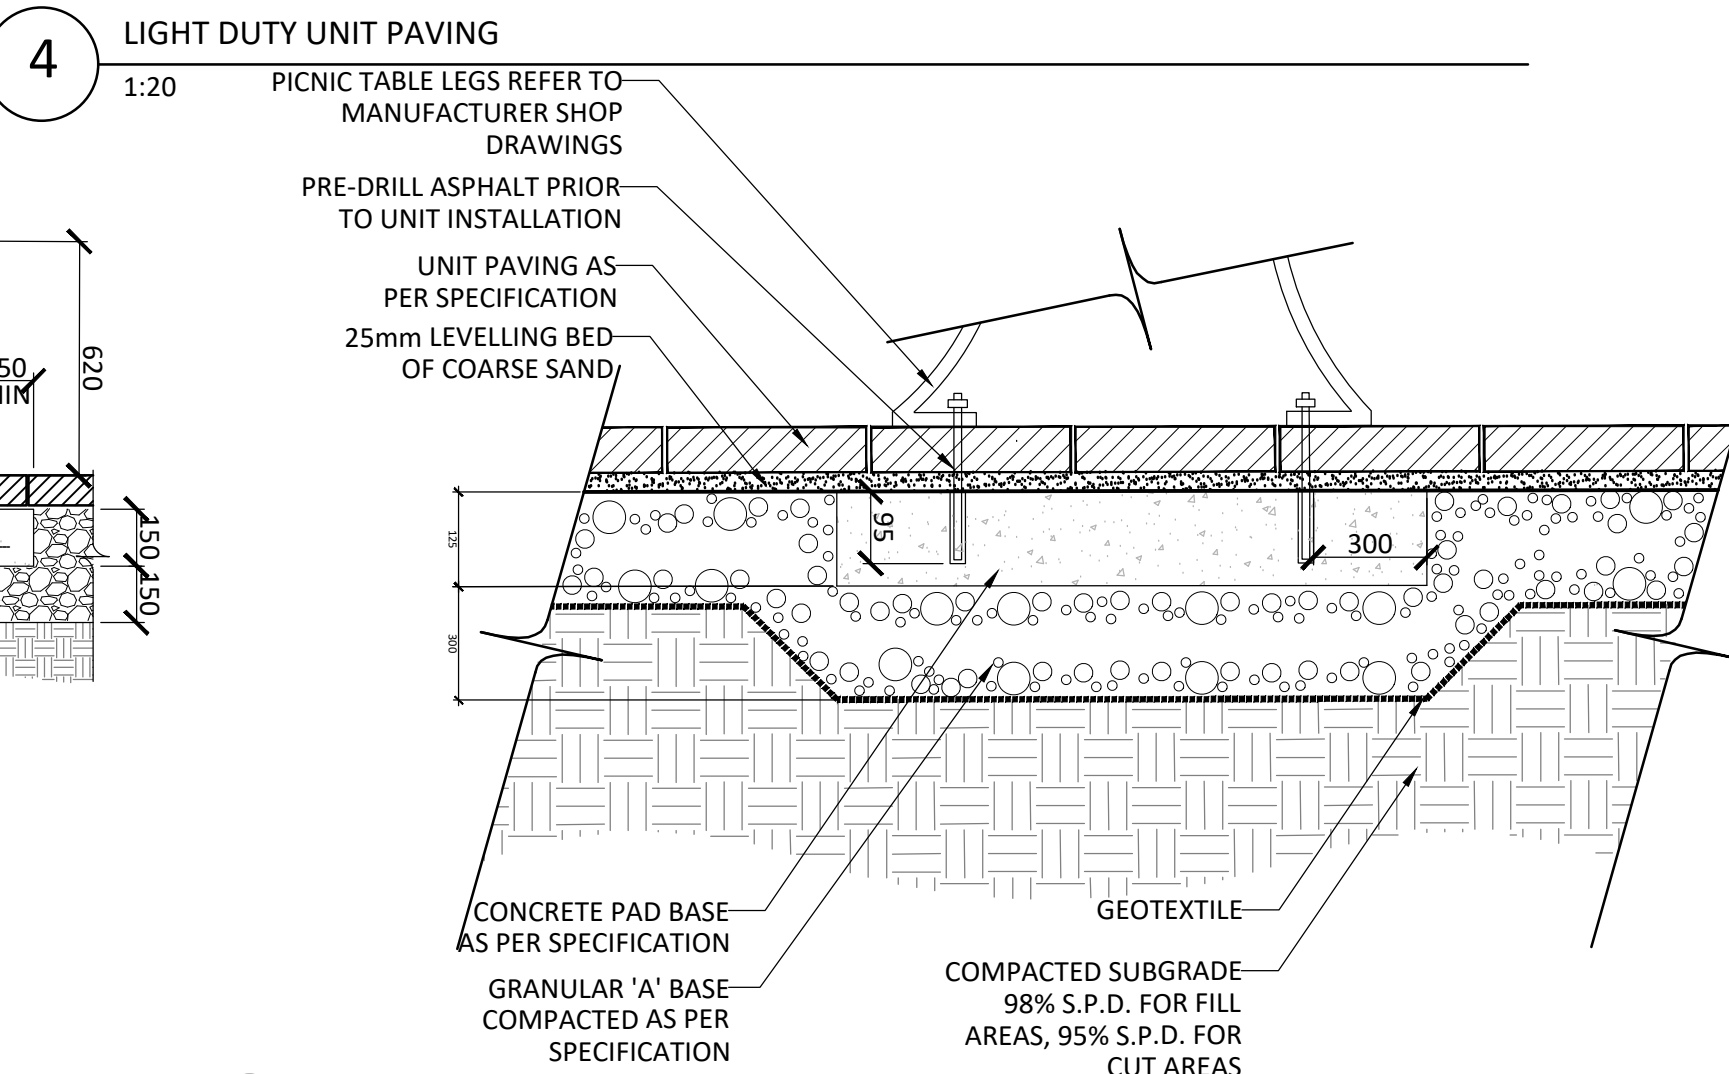 4
LIGHT DUTY UNIT PAVING
1:20
PICNIC TABLE LEGS REFER TO
MANUFACTURER SHOP
DRAWINGS
PRE-DRILL ASPHALT PRIOR
TO UNIT INSTALLATION
UNIT PAVING AS
PER SPECIFICATION
25mm LEVELLING BED
OF COARSE SAND
620
50
150
150
125
300
95
300
CONCRETE PAD BASE
AS PER SPECIFICATION
GRANULAR 'A' BASE
COMPACTED AS PER
SPECIFICATION
GEOTEXTILE
COMPACTED SUBGRADE
98% S.P.D. FOR FILL
AREAS, 95% S.P.D. FOR
CUT AREAS